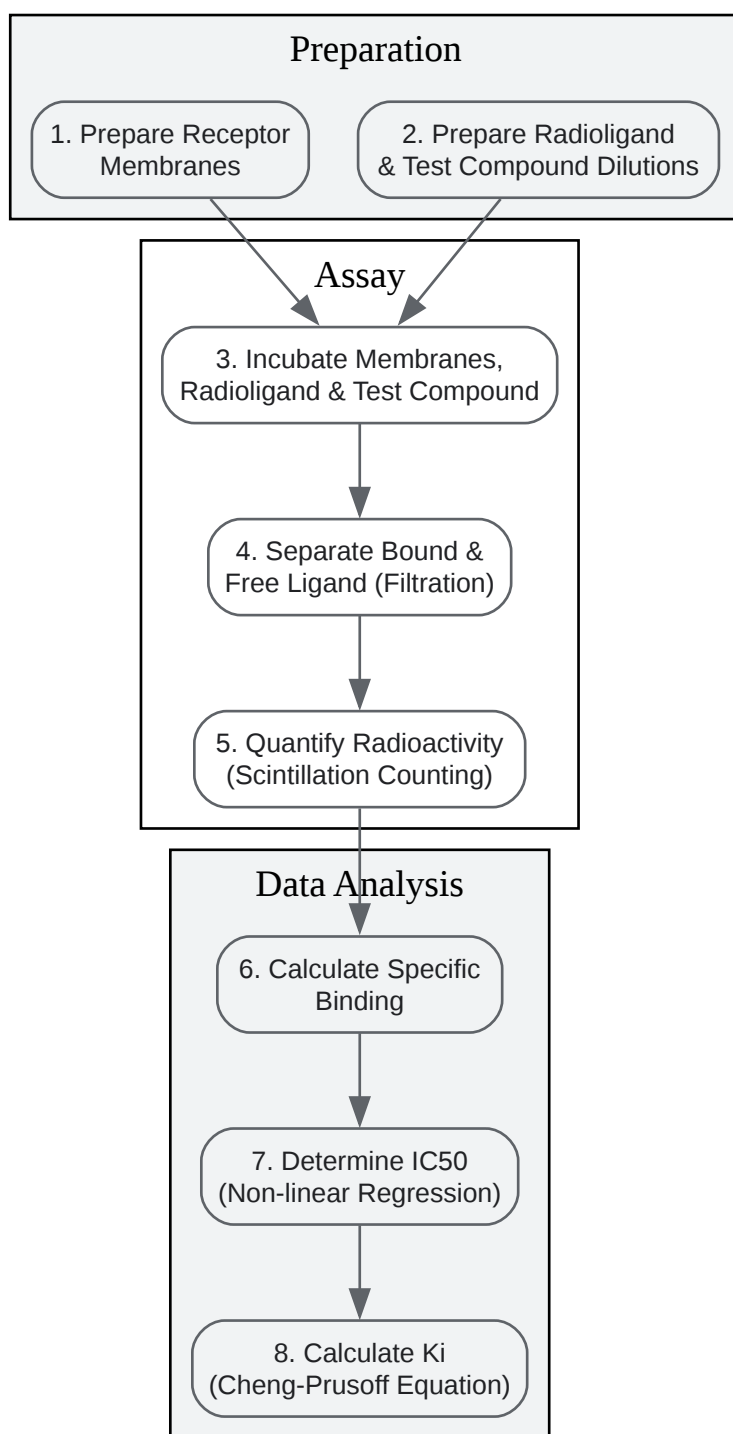 Preparation
1. Prepare Receptor
Membranes
2. Prepare Radioligand
& Test Compound Dilutions
Assay
3. Incubate Membranes,
Radioligand & Test Compound
4. Separate Bound &
Free Ligand (Filtration)
5. Quantify Radioactivity
(Scintillation Counting)
Data Analysis
6. Calculate Specific
Binding
7. Determine IC50
(Non-linear Regression)
8. Calculate Ki
(Cheng-Prusoff Equation)